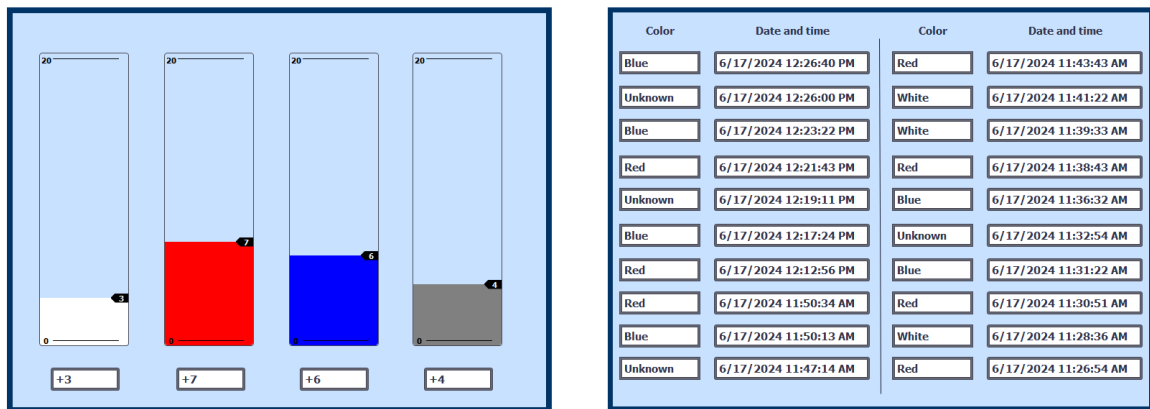 20 20 20 20
7
6
4
3
0 0 0 0
+3 +7 +6 +4
Color Date and time Color Date and time
Blue 6/17/2024 12:26:40 PM Red 6/17/2024 11:43:43 AM
Unknown 6/17/2024 12:26:00 PM White 6/17/2024 11:41:22 AM
Blue 6/17/2024 12:23:22 PM White 6/17/2024 11:39:33 AM
Red 6/17/2024 12:21:43 PM Red 6/17/2024 11:38:43 AM
Unknown 6/17/2024 12:19:11 PM Blue 6/17/2024 11:36:32 AM
Blue 6/17/2024 12:17:24 PM Unknown 6/17/2024 11:32:54 AM
Red 6/17/2024 12:12:56 PM Blue 6/17/2024 11:31:22 AM
Red 6/17/2024 11:50:34 AM Red 6/17/2024 11:30:51 AM
Blue 6/17/2024 11:50:13 AM White 6/17/2024 11:28:36 AM
Unknown 6/17/2024 11:47:14 AM Red 6/17/2024 11:26:54 AM